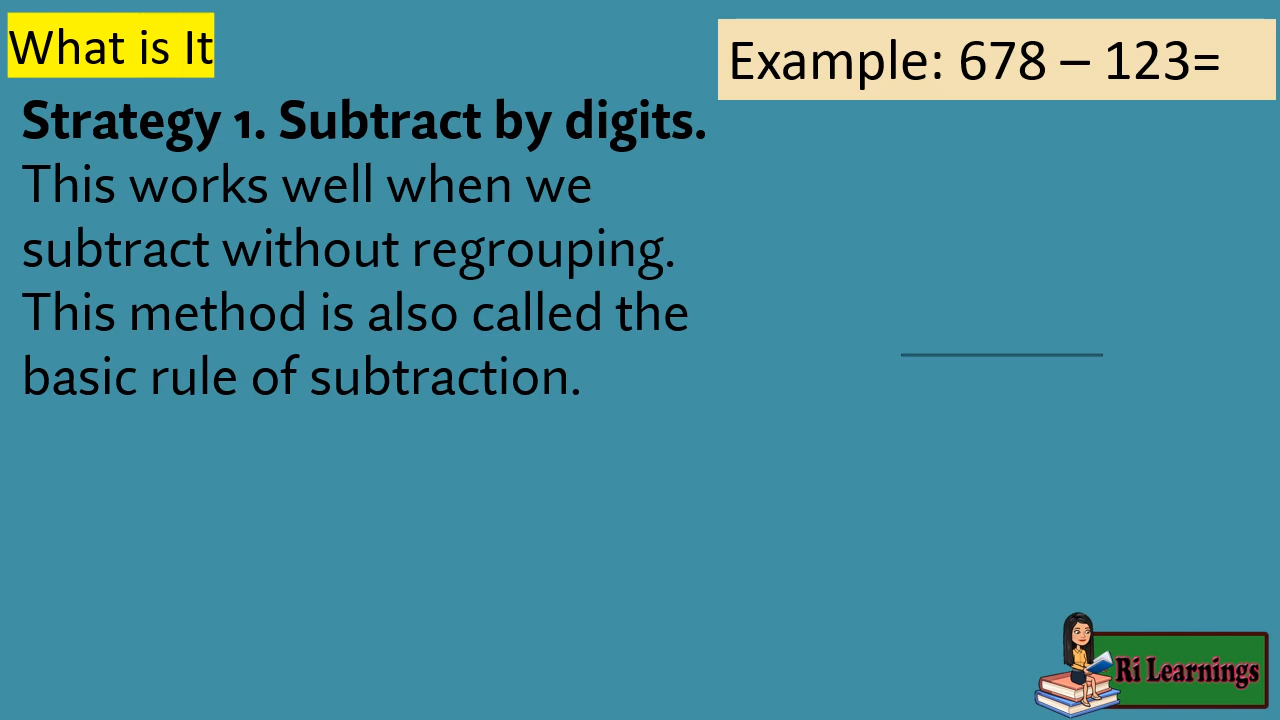 What is It
Example: 678 – 123=
Strategy 1. Subtract by digits.
This works well when we
subtract without regrouping.
This method is also called the
basic rule of subtraction.
Ri Learnings